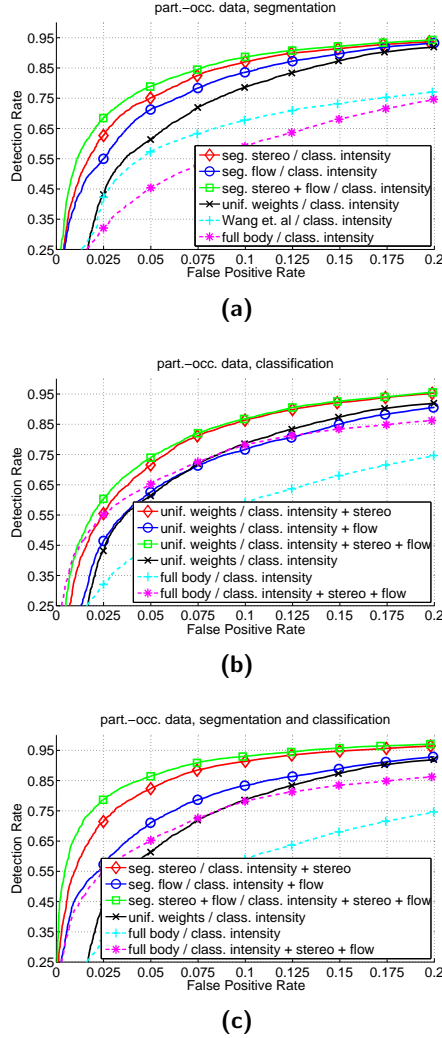 part.-occ. data, segmentation
0.95
0.85
0.75
0.65
0.55
0.45
0.35
0.25
Detection Rate
seg. stereo / class. intensity
seg. flow / class. intensity
seg. stereo + flow / class. intensity
unif. weights / class. intensity
Wang et. al / class. intensity
full body / class. intensity
0 0.025 0.05 0.075 0.1 0.125 0.15 0.175 0.2
False Positive Rate
(a)
part.-occ. data, classification
0.95
0.85
0.75
0.65
0.55
0.45
0.35
0.25
Detection Rate
unif. weights / class. intensity + stereo
unif. weights / class. intensity + flow
unif. weights / class. intensity + stereo + flow
unif. weights / class. intensity
full body / class. intensity
full body / class. intensity + stereo + flow
0 0.025 0.05 0.075 0.1 0.125 0.15 0.175 0.2
False Positive Rate
(b)
part.-occ. data, segmentation and classification
0.95
0.85
0.75
0.65
0.55
0.45
0.35
0.25
Detection Rate
seg. stereo / class. intensity + stereo
seg. flow / class. intensity + flow
seg. stereo + flow / class. intensity + stereo + flow
unif. weights / class. intensity
full body / class. intensity
full body / class. intensity + stereo + flow
0 0.025 0.05 0.075 0.1 0.125 0.15 0.175 0.2
False Positive Rate
(c)